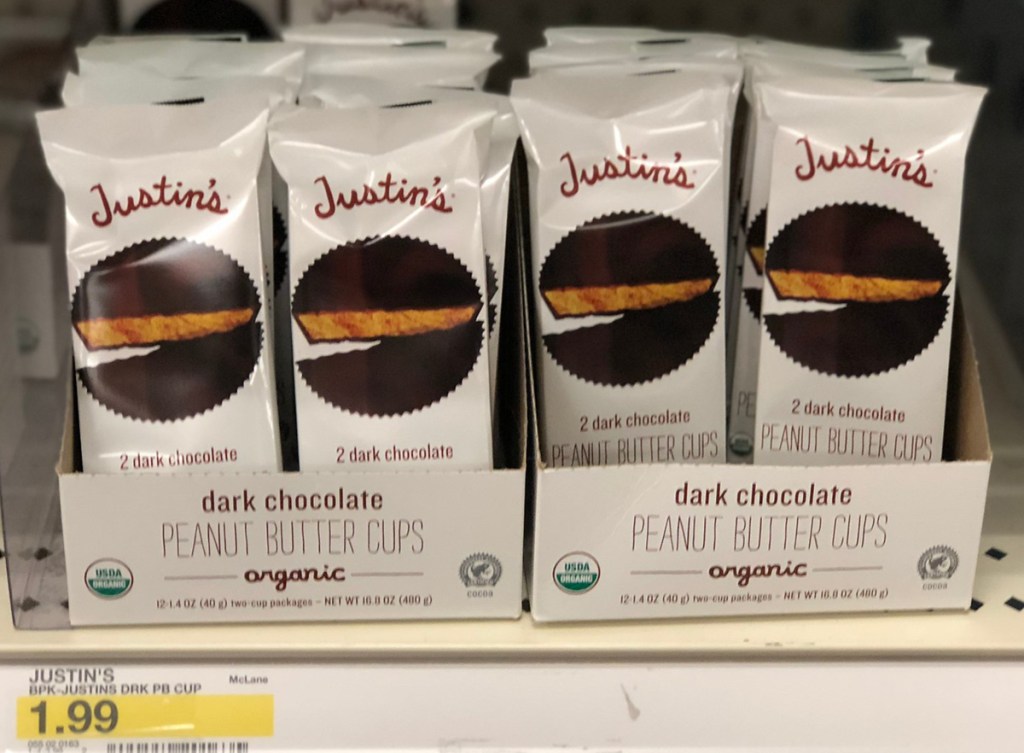 Justin's
2 dark chocolate
Justin's
2 dark chocolate
Justin's
2 dark chocolate
PEANUT BUTTER CUPS
Justin's
2 dark chocolate
PEANUT BUTTER CUPS
PE
dark chocolate
PEANUT BUTTER CUPS
organic
USDA
ORGANIC
COCOA
12-1.4 OZ (40 g) two-cup packages – NET WT 16.8 OZ (480 g)
dark chocolate
PEANUT BUTTER CUPS
organic
USDA
ORGANIC
COCOA
12-1.4 OZ (40 g) two-cup packages – NET WT 16.8 OZ (480 g)
JUSTIN'S
McLane
BPK-JUSTINS DRK PB CUP
1.99